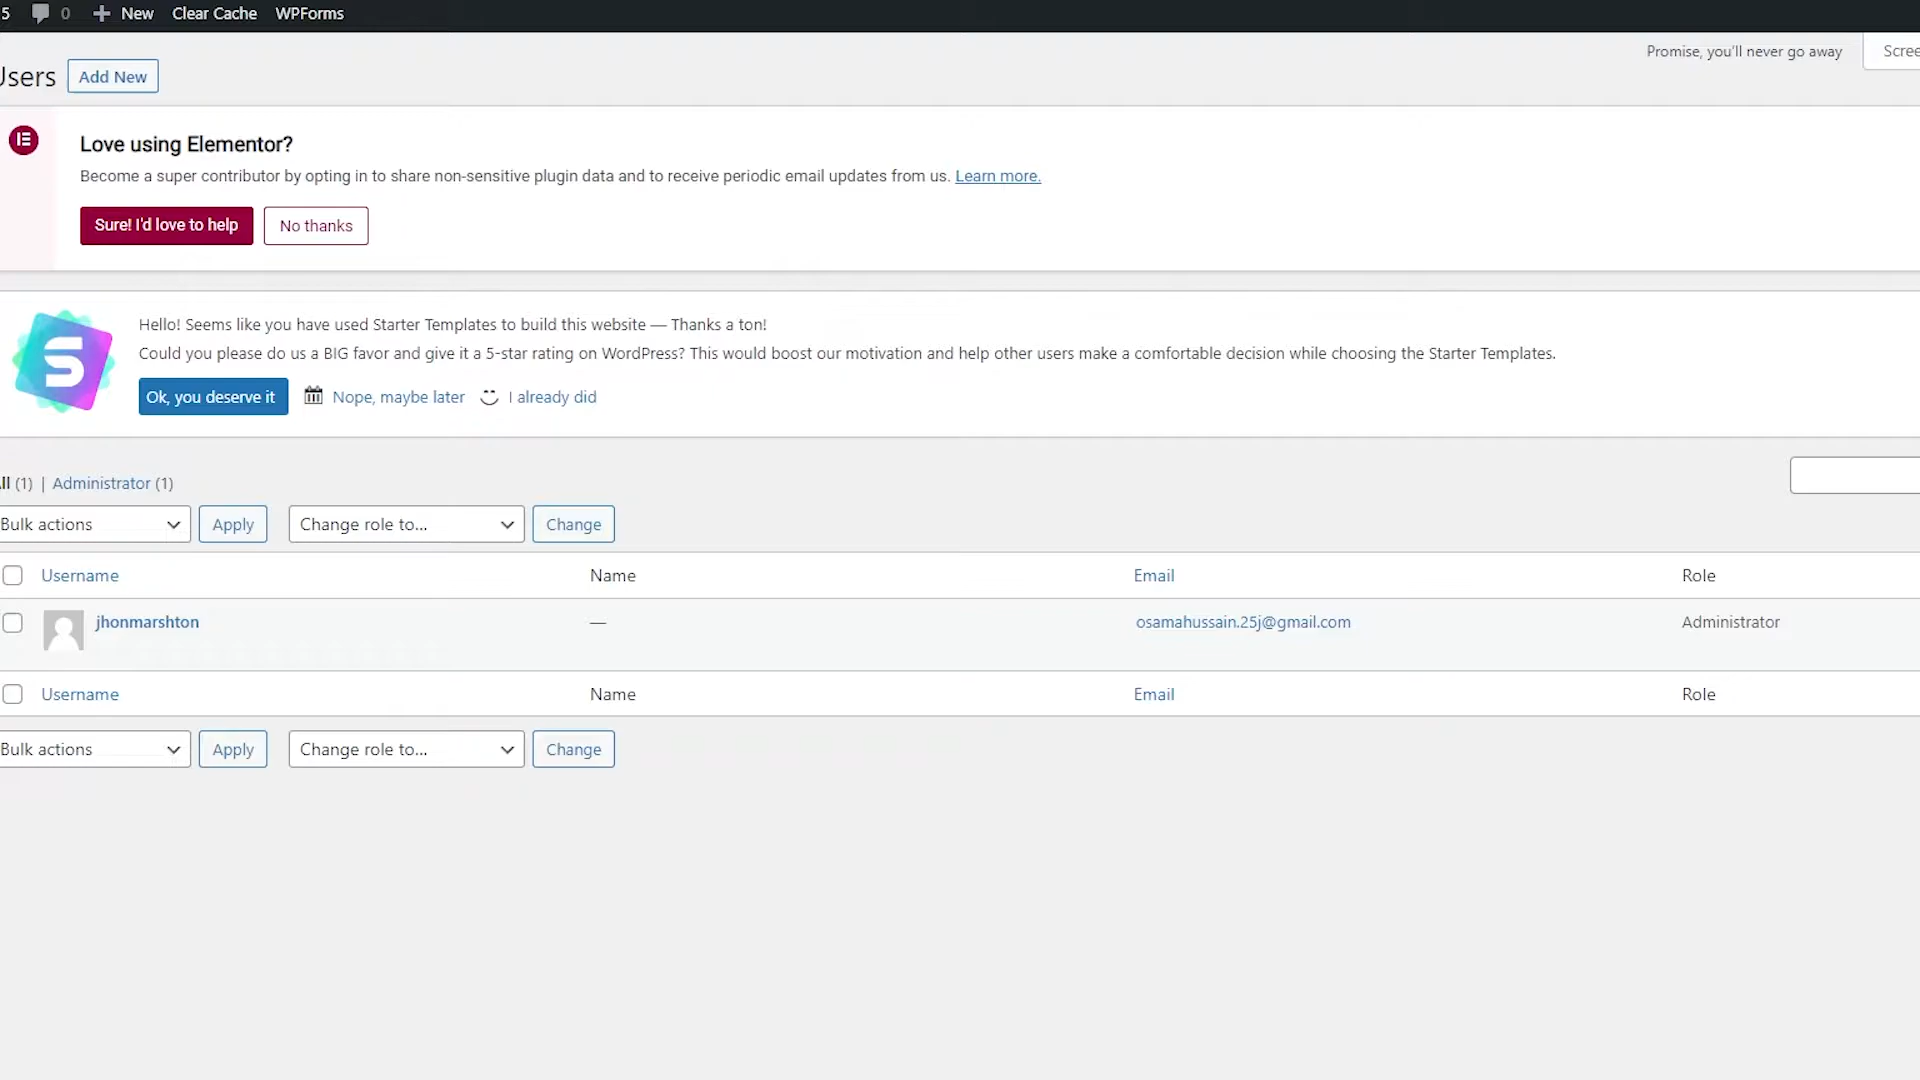 5 0 New Clear Cache WPForms
Promise, you'll never go away
Users Add New
Love using Elementor?
Become a super contributor by opting in to share non-sensitive plugin data and to receive periodic email updates from us. Learn more.
Sure! I'd love to help No thanks
Hello! Seems like you have used Starter Templates to build this website — Thanks a ton!
Could you please do us a BIG favor and give it a 5-star rating on WordPress? This would boost our motivation and help other users make a comfortable decision while choosing the Starter Templates.
Ok, you deserve it Nope, maybe later I already did
(1) | Administrator (1)
Bulk actions Apply Change role to... Change
Username Name Email Role
jhonmarshton — osamahussain.25j@gmail.com Administrator
Username Name Email Role
Bulk actions Apply Change role to... Change